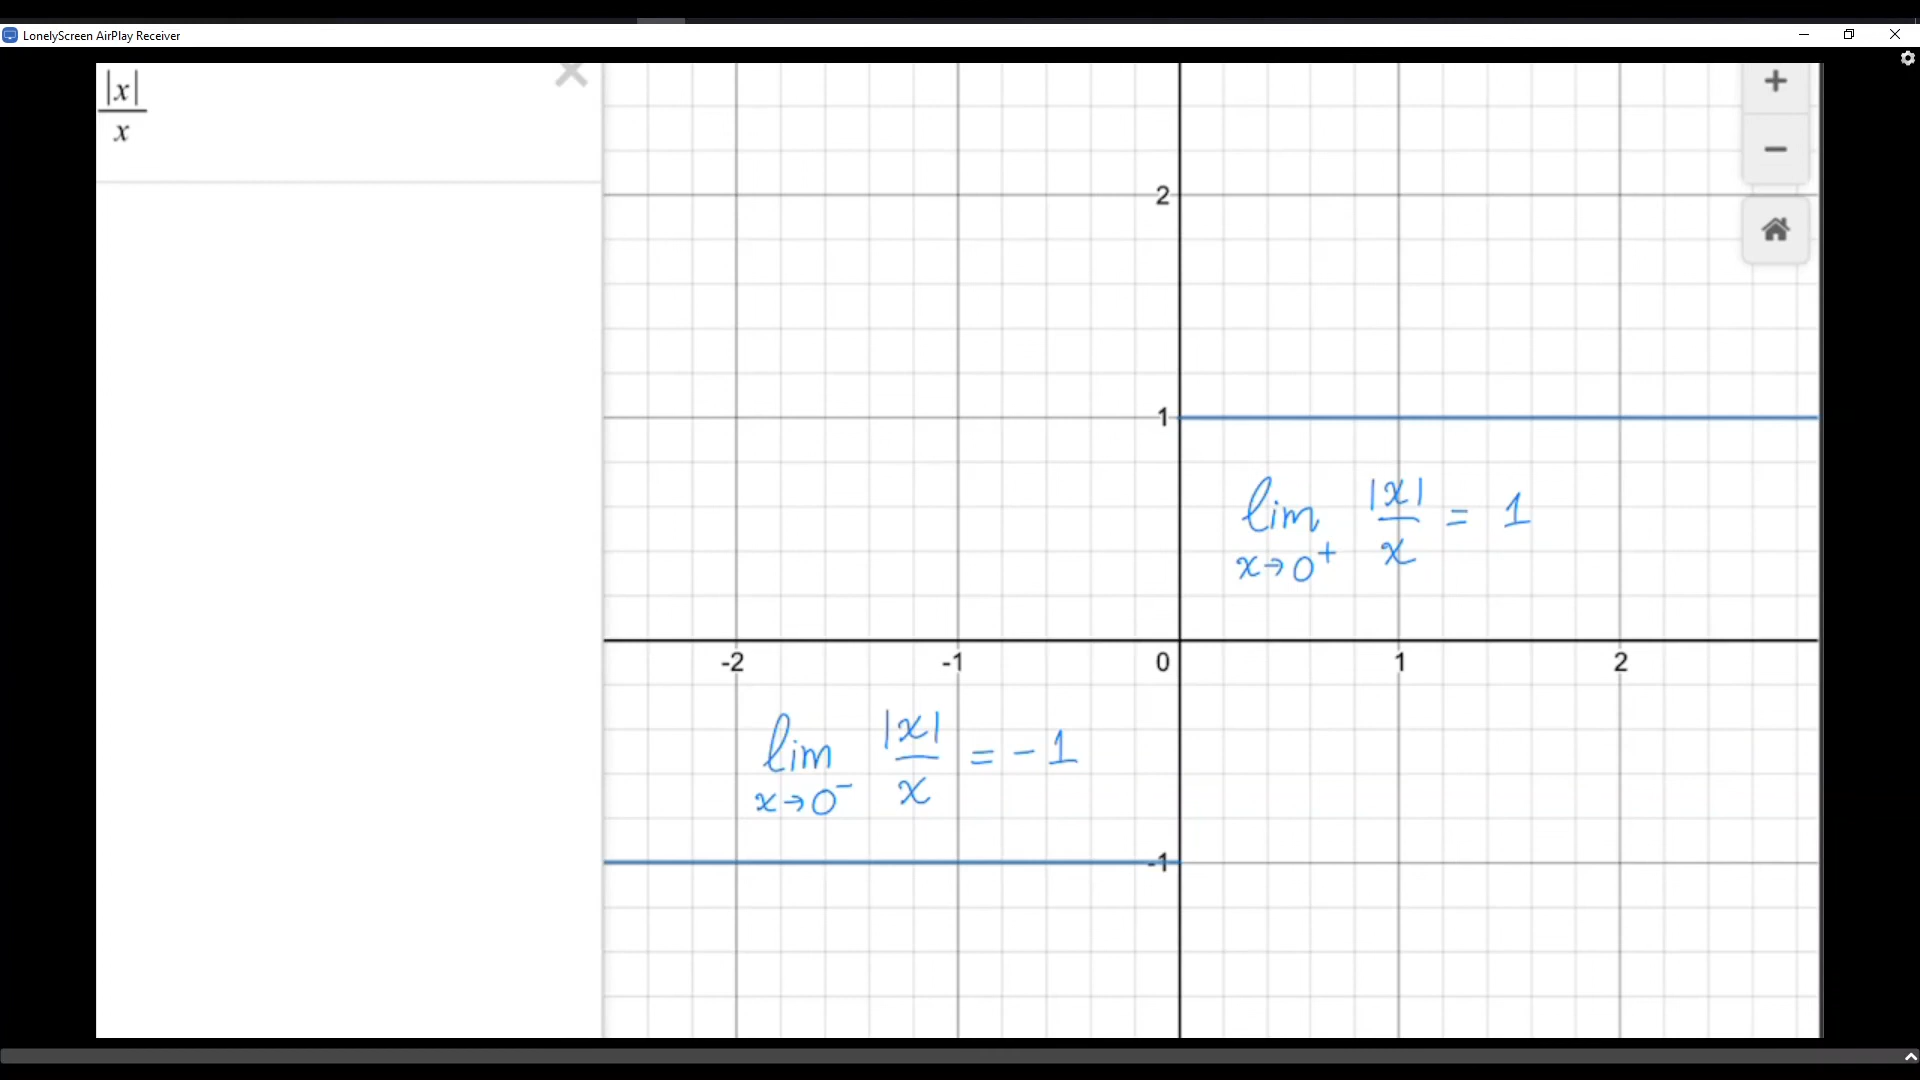 LonelyScreen AirPlay Receiver
|x|
x
2
1
lim |x|/x = 1
x→0⁺
-2 -1 0 1 2
lim |x|/x = -1
x→0⁻
-1